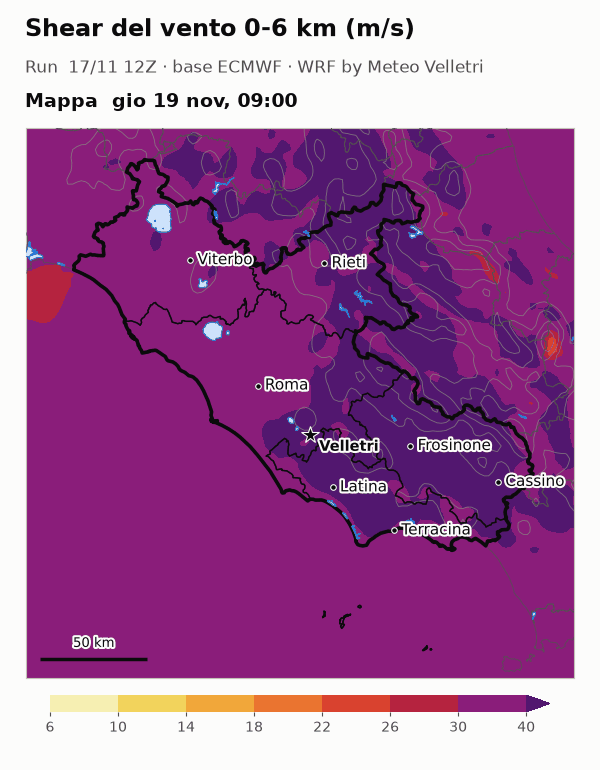 Shear del vento 0-6 km (m/s)
Run  17/11 12Z · base ECMWF · WRF by Meteo Velletri
Mappa  gio 19 nov, 09:00
Viterbo
Rieti
Roma
Velletri
Frosinone
Latina
Cassino
Terracina
50 km
6 10 14 18 22 26 30 40